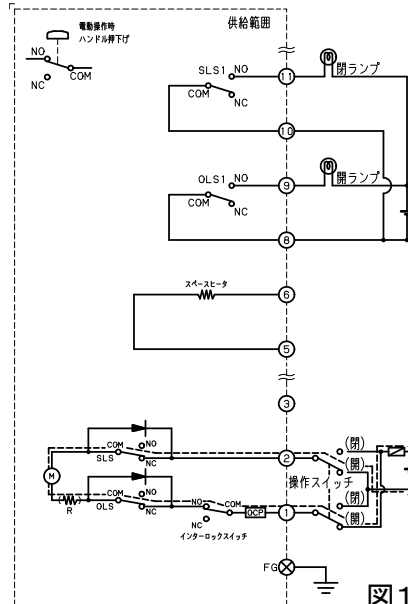 電動操作時
ハンドル押下げ
供給範囲
NO
COM
NC
SLS1 NO
COM
NC
11
閉ランプ
10
OLS1 NO
COM
NC
9
開ランプ
8
スペースヒータ
6
5
3
COM NO
SLS NC
2
(閉)
(開)
操作スイッチ
M
R
COM NO
OLS NC
NO COM
NC
OCP
1
(閉)
(開)
インターロックスイッチ
FG
図1